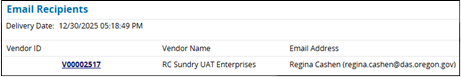 Email Recipients
Delivery Date: 12/30/2025 05:18:49 PM
Vendor ID Vendor Name Email Address
V00002517 RC Sundry UAT Enterprises Regina Cashen (regina.cashen@das.oregon.gov)